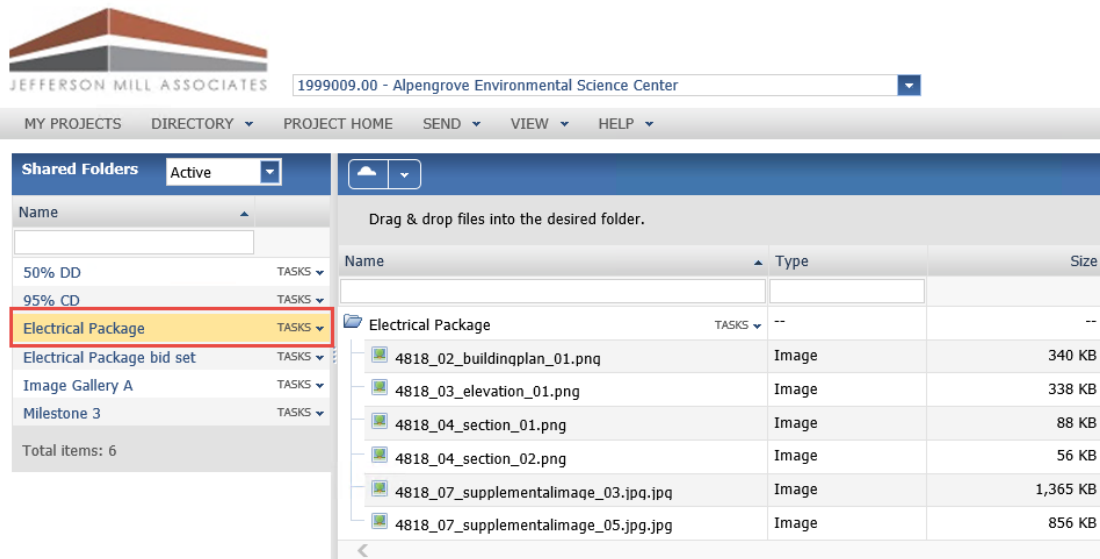 JEFFERSON MILL ASSOCIATES
1999009.00 - Alpengrove Environmental Science Center
MY PROJECTS DIRECTORY PROJECT HOME SEND VIEW HELP
Shared Folders Active
Name
50% DD TASKS
95% CD TASKS
Electrical Package TASKS
Electrical Package bid set TASKS
Image Gallery A TASKS
Milestone 3 TASKS
Total items: 6
Drag & drop files into the desired folder.
Name Type Size
Electrical Package TASKS -- --
4818_02_buildingplan_01.png Image 340 KB
4818_03_elevation_01.png Image 338 KB
4818_04_section_01.png Image 88 KB
4818_04_section_02.png Image 56 KB
4818_07_supplementalimage_03.jpg.jpg Image 1,365 KB
4818_07_supplementalimage_05.jpg.jpg Image 856 KB